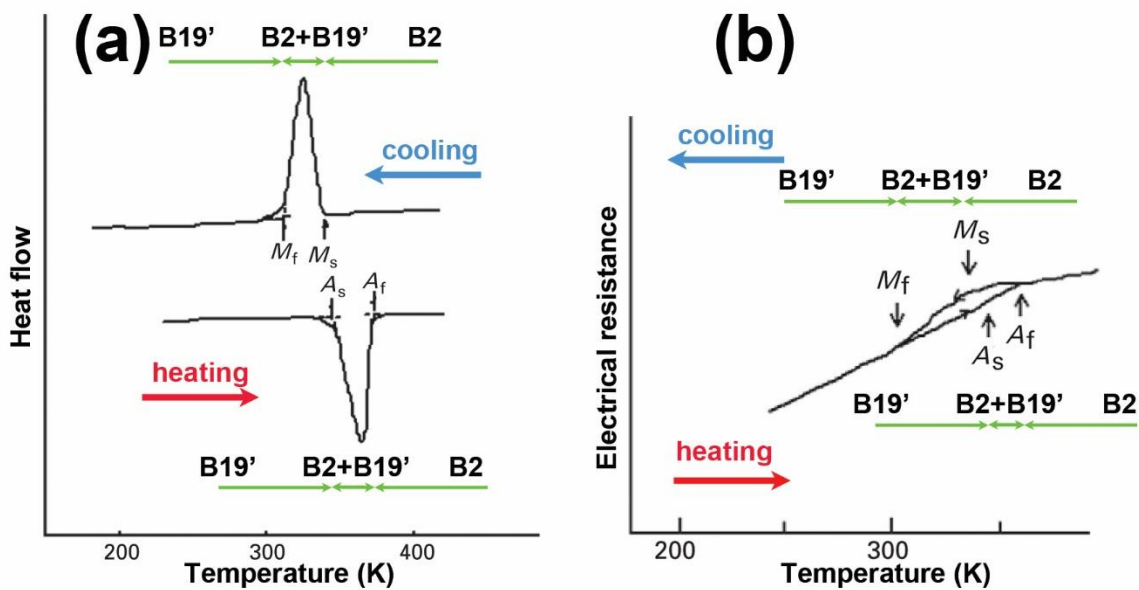 (a)
B19’ B2+B19’ B2
cooling
Mf Ms
As Af
heating
B19’ B2+B19’ B2
Heat flow
200 300 400
Temperature (K)
(b)
cooling
B19’ B2+B19’ B2
Ms
Mf
As Af
B19’ B2+B19’ B2
heating
Electrical resistance
200 300
Temperature (K)